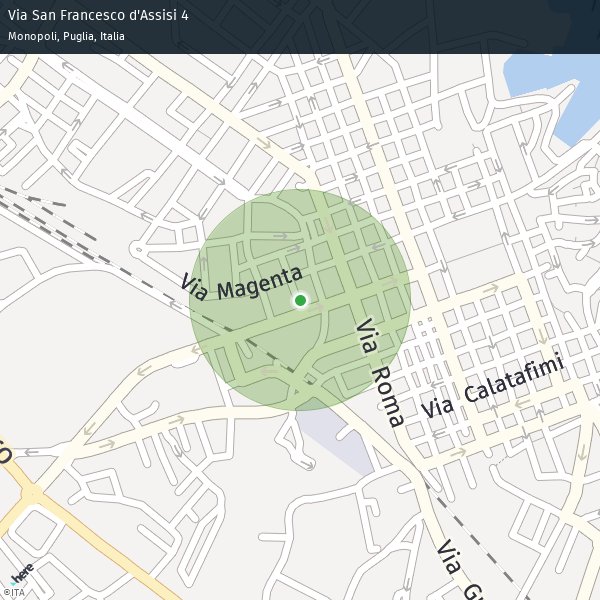 Via San Francesco d'Assisi 4
Monopoli, Puglia, Italia
Via Magenta
Via Roma
Via Calatafimi
here
©ITA